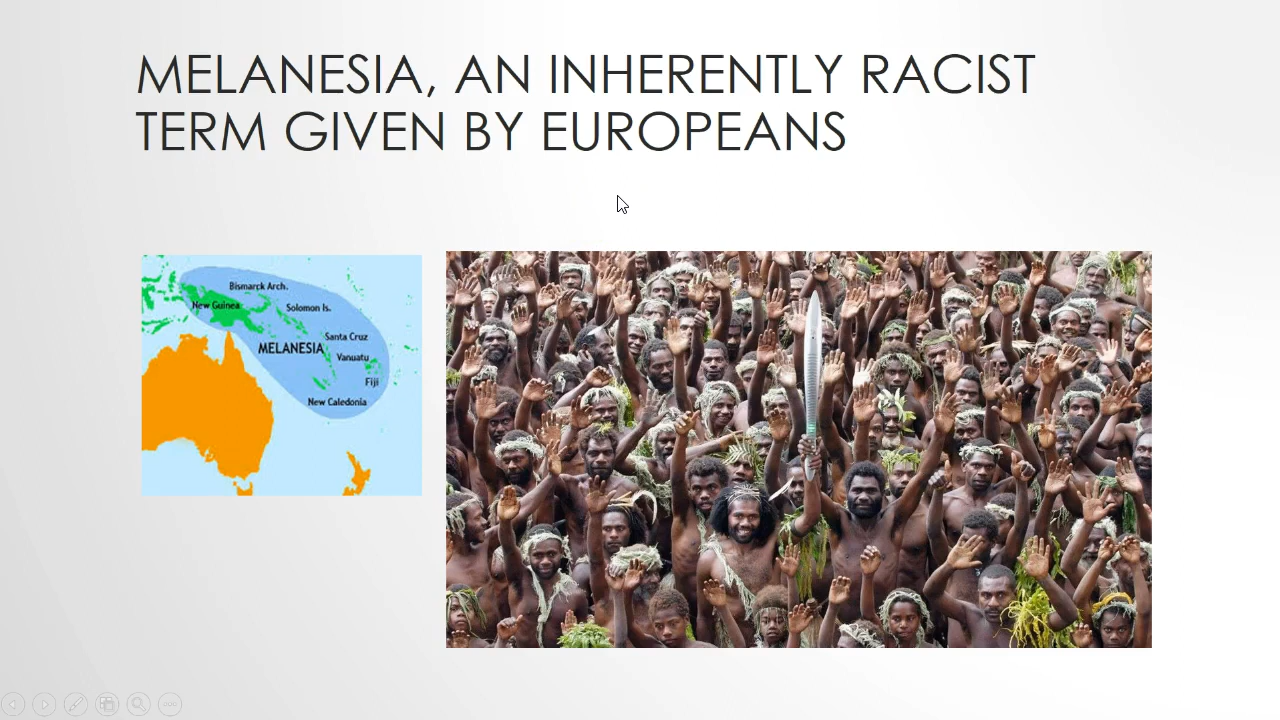 MELANESIA, AN INHERENTLY RACIST
TERM GIVEN BY EUROPEANS
Bismarck Arch.
New Guinea
Solomon Is.
Santa Cruz
MELANESIA
Vanuatu
Fiji
New Caledonia